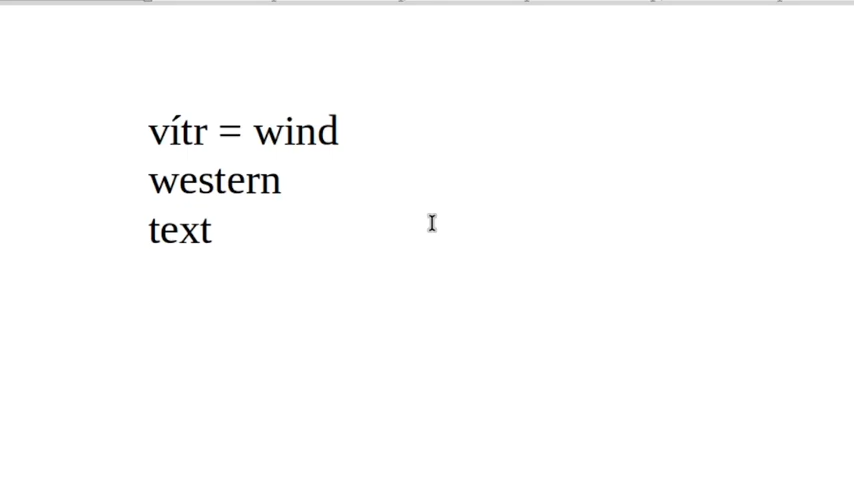 vítr = wind
western
text